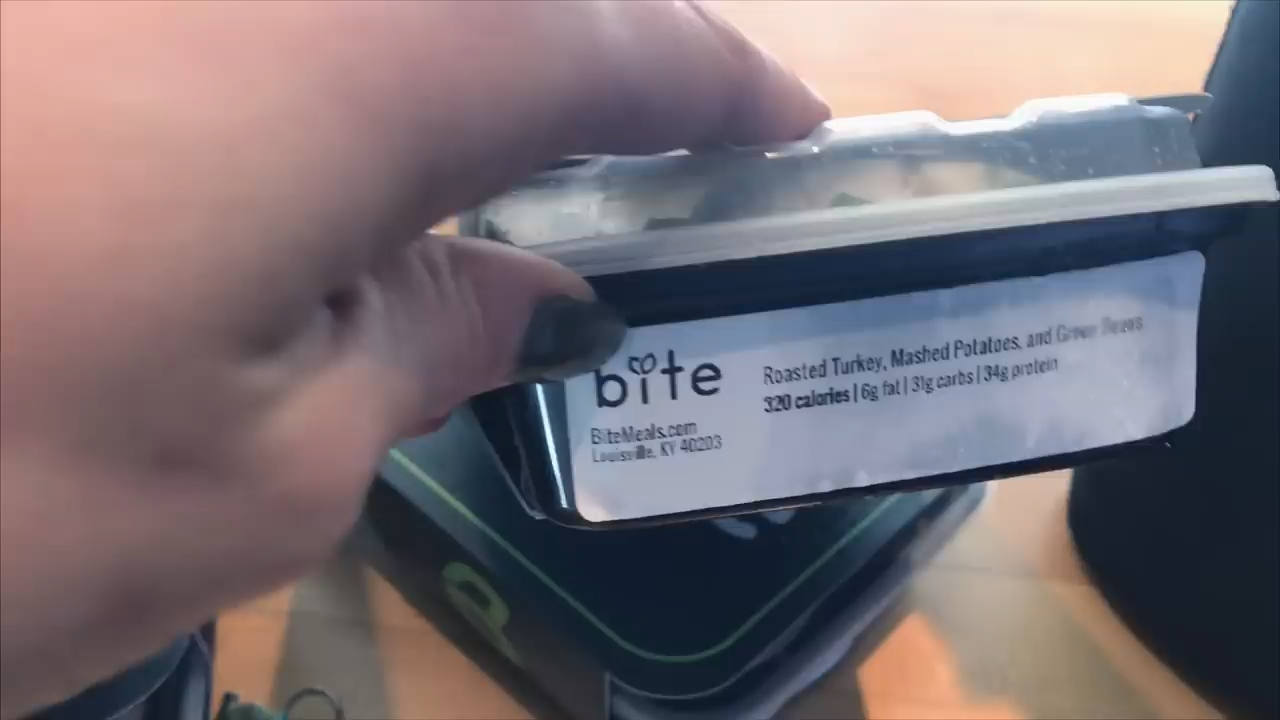 bite
BiteMeals.com
Louisville, KY 40203
Roasted Turkey, Mashed Potatoes, and Green Beans
320 calories | 6g fat | 31g carbs | 34g protein